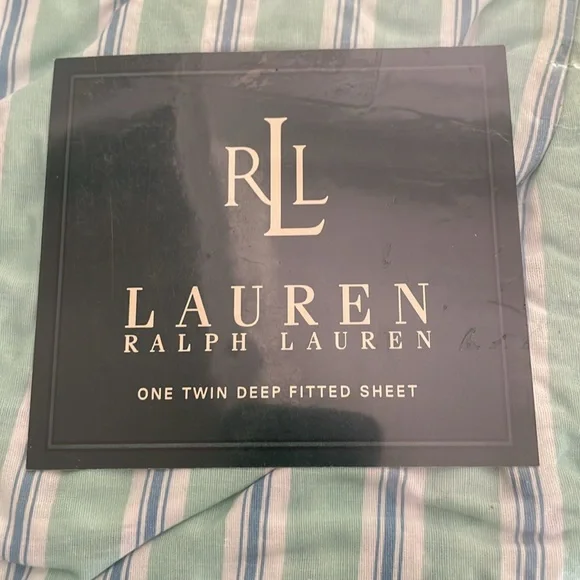 RLL
LAUREN
RALPH LAUREN
ONE TWIN DEEP FITTED SHEET